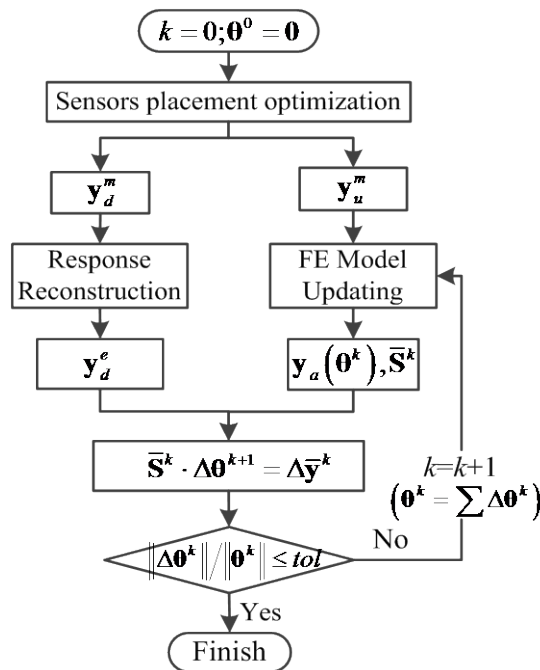 k = 0; θ⁰ = 0
Sensors placement optimization
y_d^m
y_u^m
Response
Reconstruction
FE Model
Updating
y_d^e
y_a(θ^k), S̄^k
S̄^k · Δθ^{k+1} = Δȳ^k
k=k+1
(θ^k = ∑ Δθ^k)
‖Δθ^k‖/‖θ^k‖ ≤ tol
No
Yes
Finish